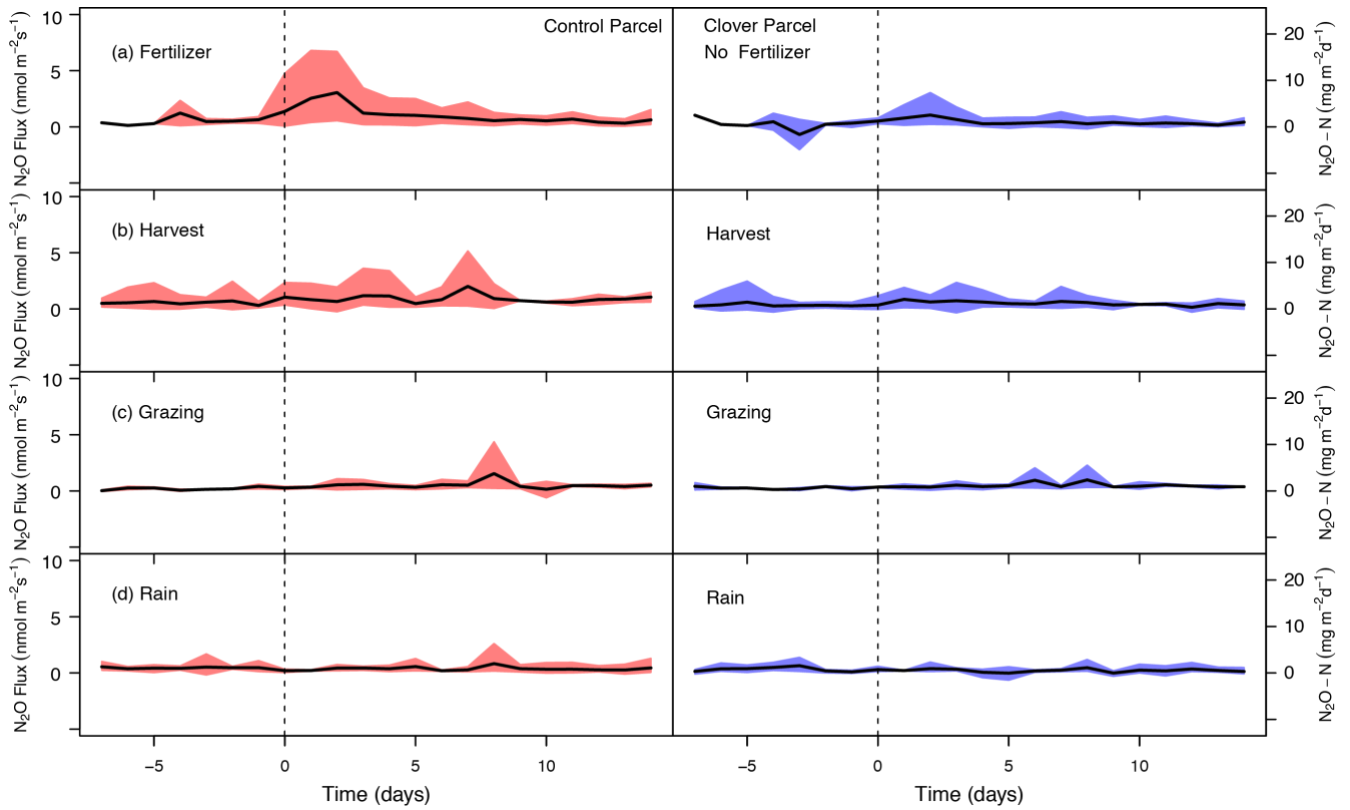 Control Parcel
Clover Parcel
(a) Fertilizer
No Fertilizer
10
5
0
N₂O Flux (nmol m⁻²s⁻¹)
20
10
0
N₂O − N (mg m⁻²d⁻¹)
(b) Harvest
Harvest
10
5
0
N₂O Flux (nmol m⁻²s⁻¹)
20
10
0
N₂O − N (mg m⁻²d⁻¹)
(c) Grazing
Grazing
10
5
0
N₂O Flux (nmol m⁻²s⁻¹)
20
10
0
N₂O − N (mg m⁻²d⁻¹)
(d) Rain
Rain
10
5
0
N₂O Flux (nmol m⁻²s⁻¹)
20
10
0
N₂O − N (mg m⁻²d⁻¹)
−5 0 5 10
−5 0 5 10
Time (days)
Time (days)